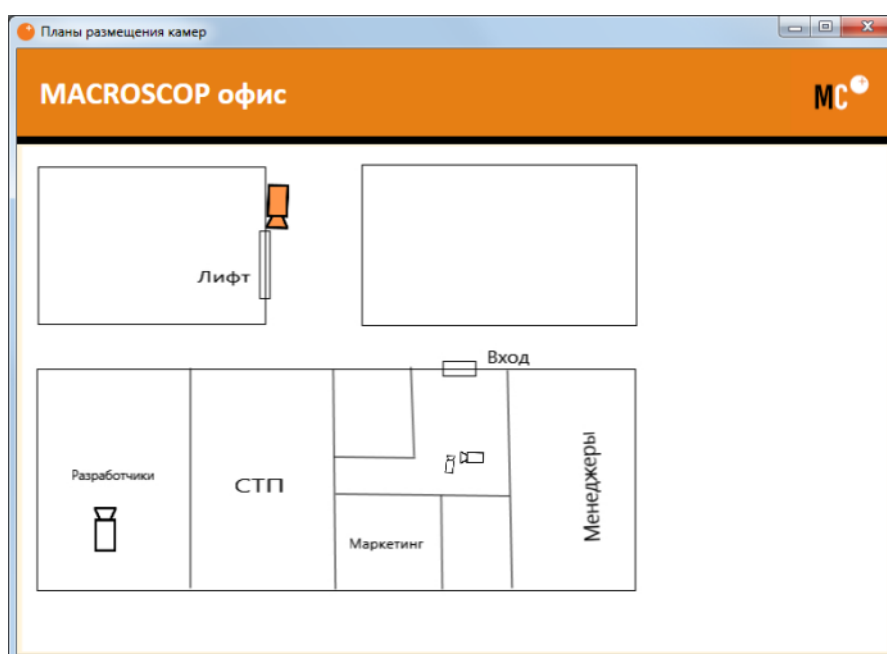 Планы размещения камер
MACROSCOP офис
MC
Лифт
Вход
Разработчики
СТП
Маркетинг
Менеджеры